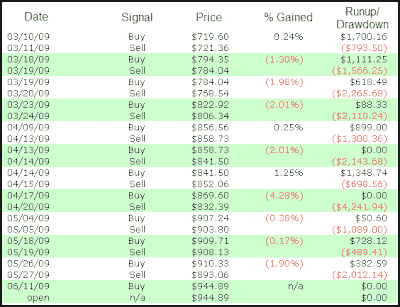 Date Signal Price % Gained Runup/
Drawdown
03/10/09 Buy $719.60 0.24% $1,700.16
03/11/09 Sell $721.36 ($793.50)
03/18/09 Buy $794.35 (1.30%) $1,111.25
03/19/09 Sell $784.04 ($1,566.25)
03/19/09 Buy $784.04 (1.98%) $618.49
03/20/09 Sell $768.54 ($2,265.68)
03/23/09 Buy $822.92 (2.01%) $88.33
03/24/09 Sell $806.34 ($2,110.24)
04/09/09 Buy $856.56 0.25% $899.00
04/13/09 Sell $858.73 ($1,300.36)
04/13/09 Buy $858.73 (2.01%) $0.00
04/14/09 Sell $841.50 ($2,143.68)
04/14/09 Buy $841.50 1.25% $1,348.74
04/15/09 Sell $852.06 ($698.56)
04/17/09 Buy $869.60 (4.28%) $0.00
04/20/09 Sell $832.39 ($4,241.94)
05/04/09 Buy $907.24 (0.38%) $50.60
05/05/09 Sell $903.80 ($1,089.00)
05/18/09 Buy $909.71 (0.17%) $728.12
05/19/09 Sell $908.13 ($489.41)
05/26/09 Buy $910.33 (1.90%) $382.59
05/27/09 Sell $893.06 ($2,012.14)
06/11/09 Buy $944.89 n/a $0.00
open n/a $944.89 $0.00